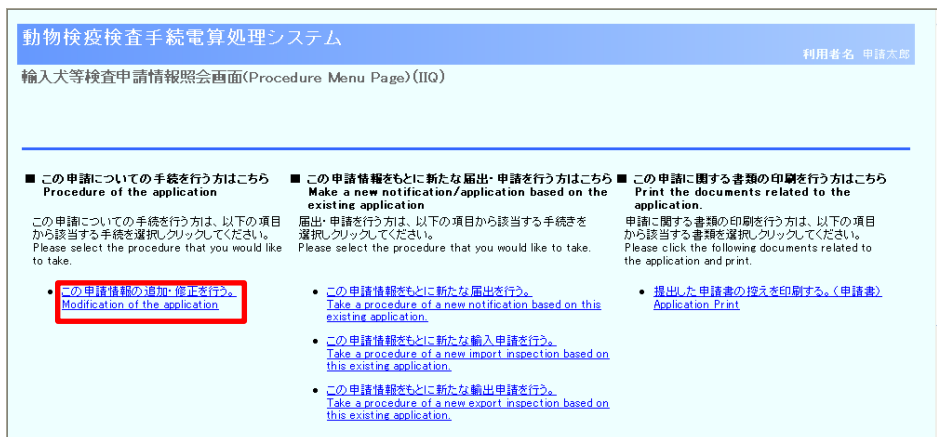 動物検疫検査手続電算処理システム
利用者名 申請太郎
輸入犬等検査申請情報照会画面(Procedure Menu Page)(IIQ)
■ この申請についての手続を行う方はこちら
Procedure of the application
この申請についての手続を行う方は、以下の項目
から該当する手続を選択しクリックしてください。
Please select the procedure that you would like
to take.
• この申請情報の追加・修正を行う。
Modification of the application
■ この申請情報をもとに新たな届出・申請を行う方はこちら
Make a new notification/application based on the
existing application
届出・申請を行う方は、以下の項目から該当する手続きを
選択しクリックしてください。
Please select the procedure that you would like to take.
• この申請情報をもとに新たな届出を行う。
Take a procedure of a new notification based on this
existing application.
• この申請情報をもとに新たな輸入申請を行う。
Take a procedure of a new import inspection based on
this existing application.
• この申請情報をもとに新たな輸出申請を行う。
Take a procedure of a new export inspection based on
this existing application.
■ この申請に関する書類の印刷を行う方はこちら
Print the documents related to the
application.
申請に関する書類の印刷を行う方は、以下の項目
から該当する書類を選択しクリックしてください。
Please click the following documents related to
the application and print.
• 提出した申請書の控えを印刷する。(申請書)
Application Print